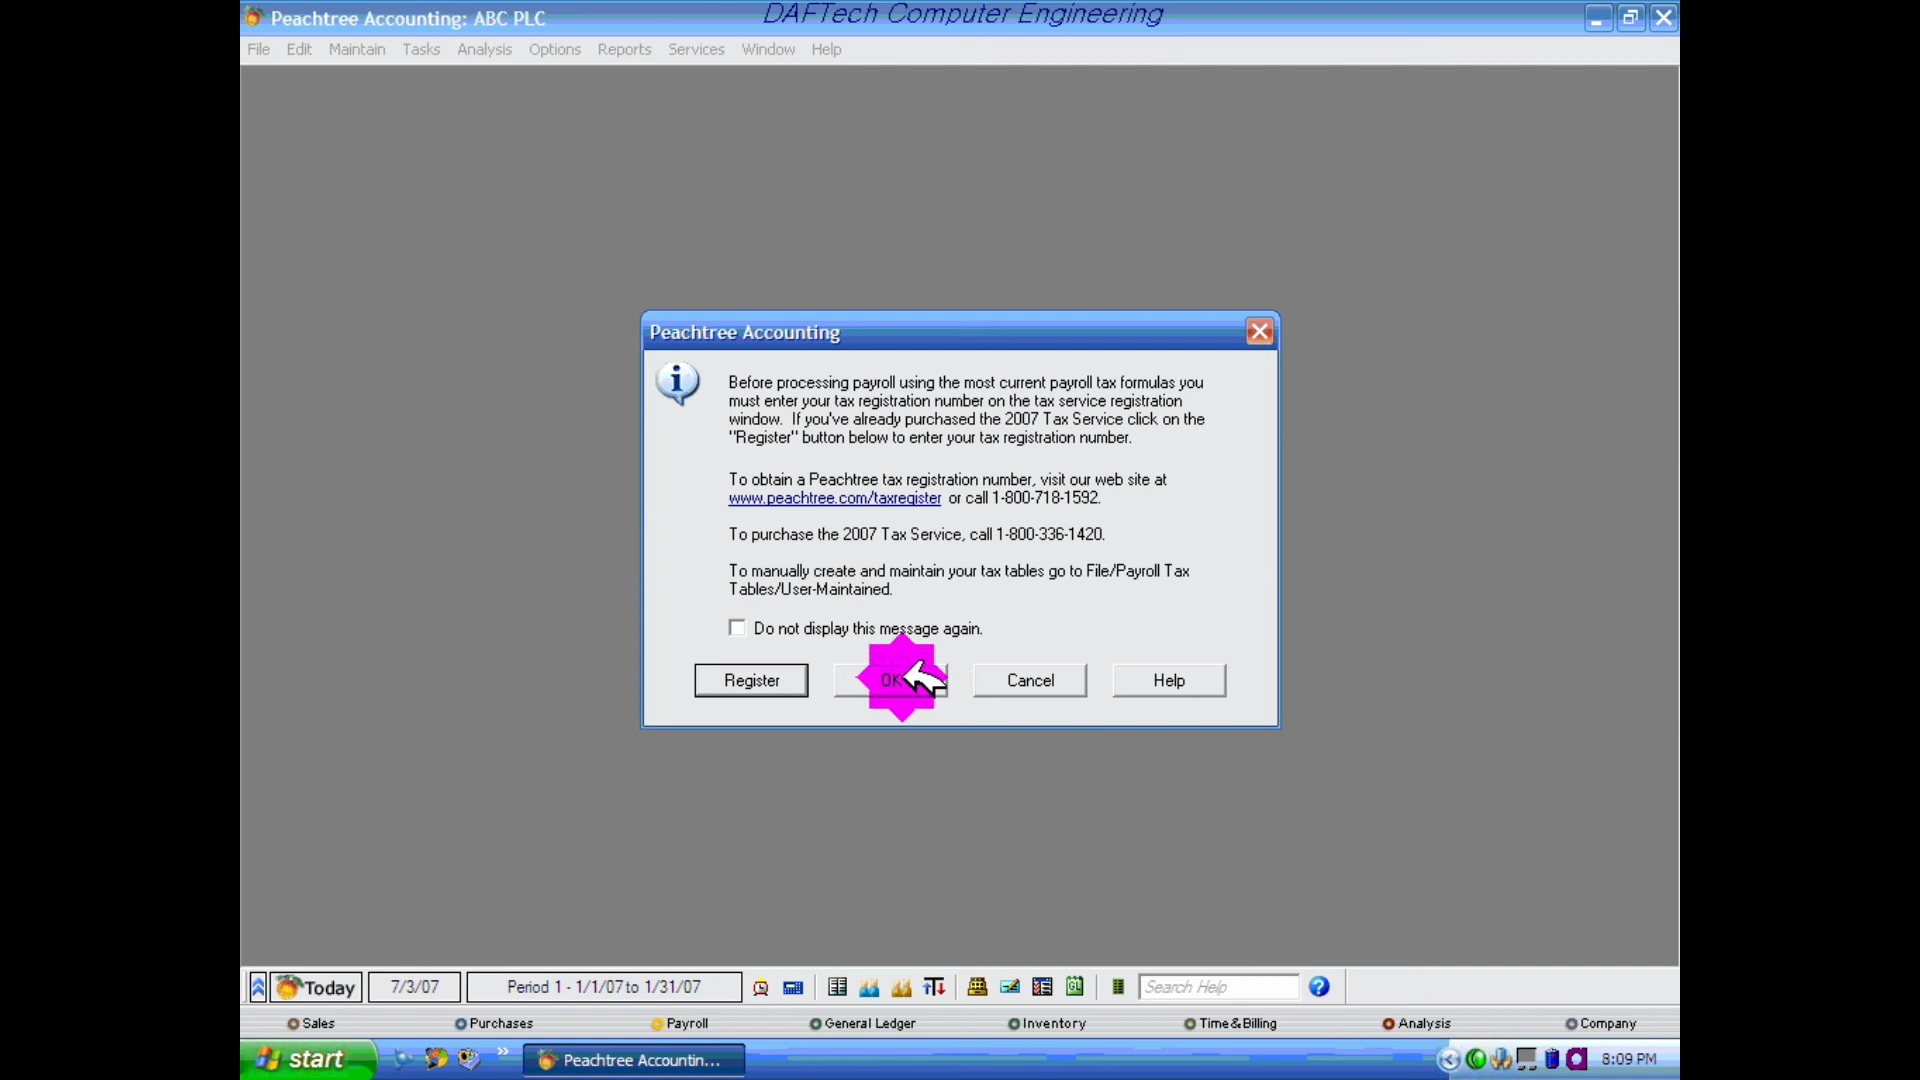 Peachtree Accounting: ABC PLC
DAFTech Computer Engineering
File Edit Maintain Tasks Analysis Options Reports Services Window Help
Peachtree Accounting
Before processing payroll using the most current payroll tax formulas you
must enter your tax registration number on the tax service registration
window. If you've already purchased the 2007 Tax Service click on the
"Register" button below to enter your tax registration number.
To obtain a Peachtree tax registration number, visit our web site at
www.peachtree.com/taxregister or call 1-800-718-1592.
To purchase the 2007 Tax Service, call 1-800-336-1420.
To manually create and maintain your tax tables go to File/Payroll Tax
Tables/User-Maintained.
Do not display this message again.
Register OK Cancel Help
Today 7/3/07 Period 1 - 1/1/07 to 1/31/07 Search Help
Sales Purchases Payroll General Ledger Inventory Time & Billing Analysis Company
start Peachtree Accountin... 8:09 PM